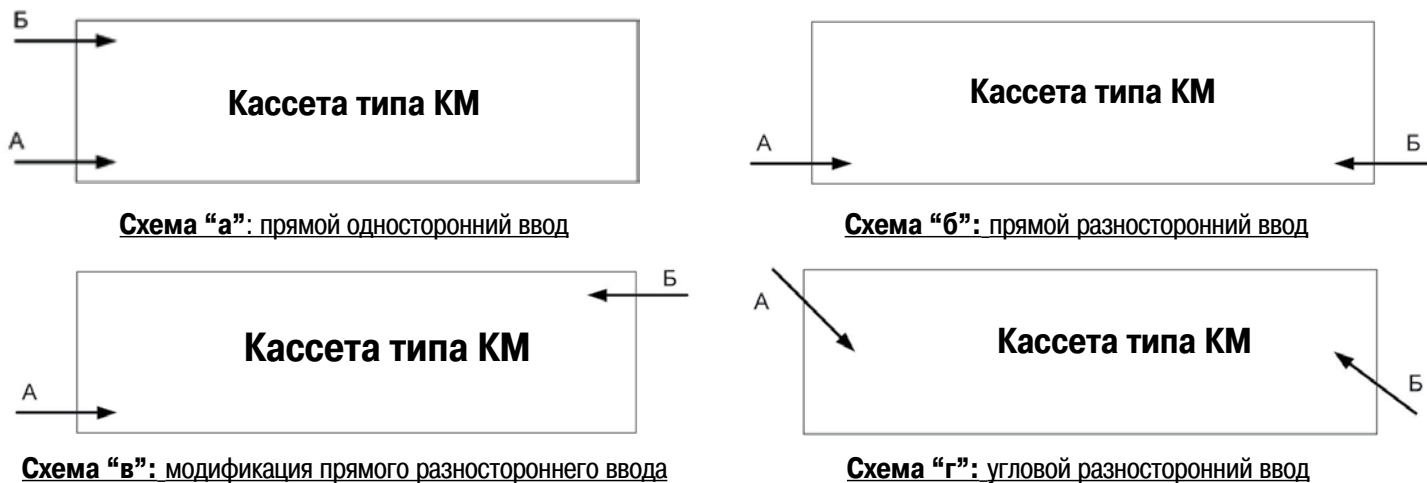 Б
Кассета типа КМ
А
Схема “а”: прямой односторонний ввод
Кассета типа КМ
А
Б
Схема “б”: прямой разносторонний ввод
Б
Кассета типа КМ
А
Схема “в”: модификация прямого разностороннего ввода
А
Кассета типа КМ
Б
Схема “г”: угловой разносторонний ввод